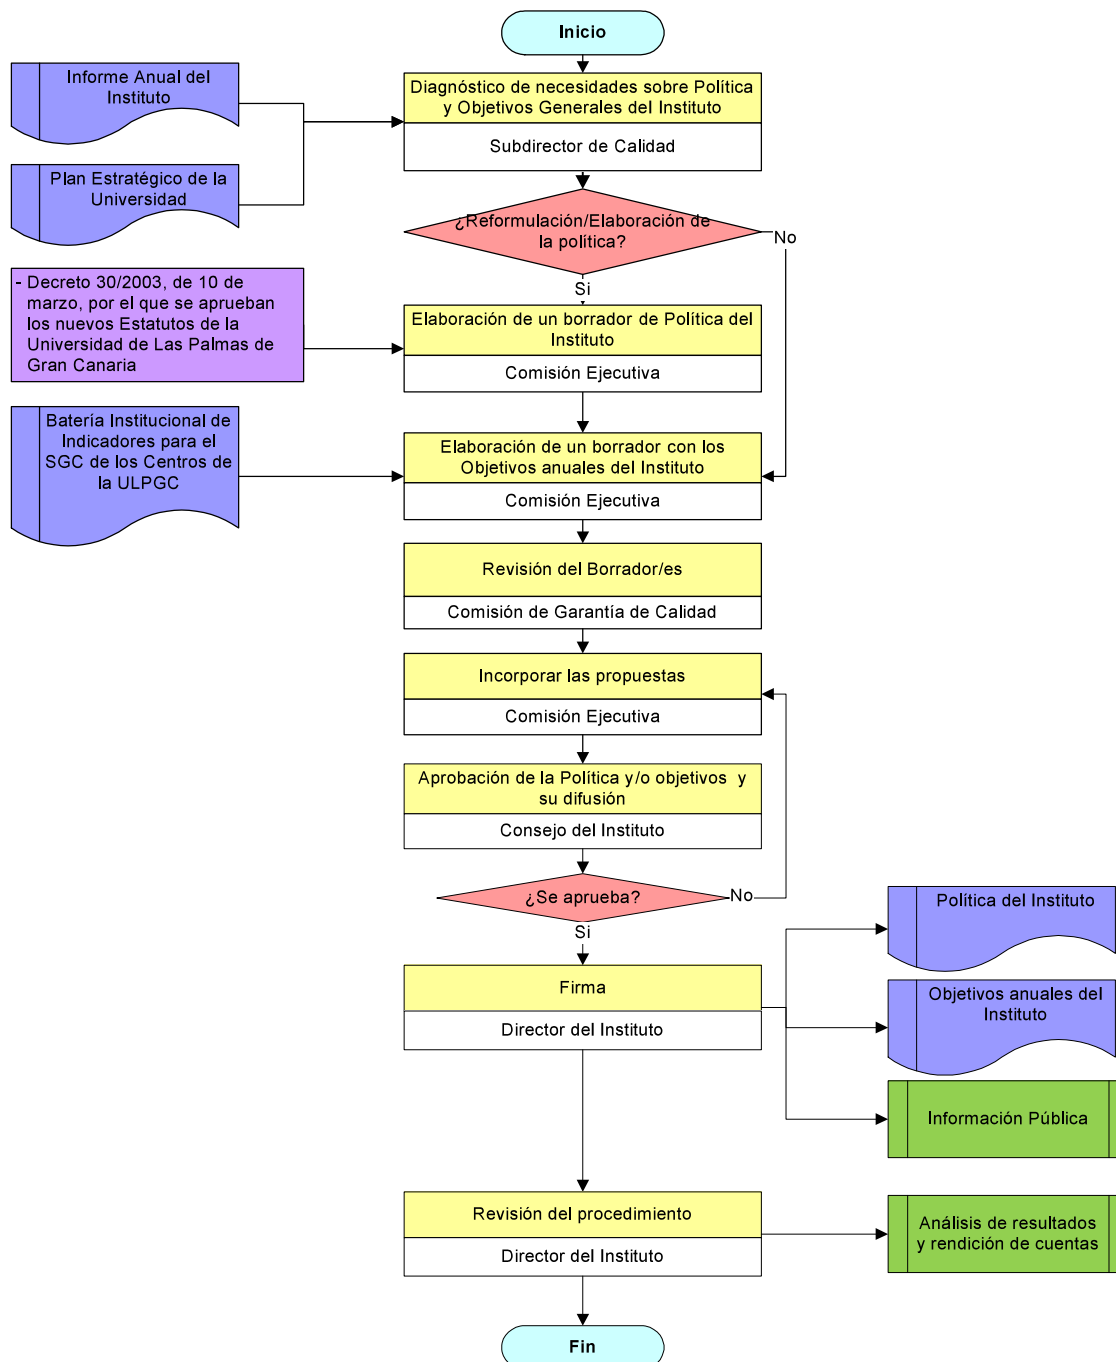 Inicio
Informe Anual del
Instituto
Diagnóstico de necesidades sobre Política
y Objetivos Generales del Instituto
Subdirector de Calidad
Plan Estratégico de la
Universidad
¿Reformulación/Elaboración de
la política?
No
Si
- Decreto 30/2003, de 10 de
marzo, por el que se aprueban
los nuevos Estatutos de la
Universidad de Las Palmas de
Gran Canaria
Elaboración de un borrador de Política del
Instituto
Comisión Ejecutiva
Batería Institucional de
Indicadores para el
SGC de los Centros de
la ULPGC
Elaboración de un borrador con los
Objetivos anuales del Instituto
Comisión Ejecutiva
Revisión del Borrador/es
Comisión de Garantía de Calidad
Incorporar las propuestas
Comisión Ejecutiva
Aprobación de la Política y/o objetivos y
su difusión
Consejo del Instituto
¿Se aprueba?
No
Si
Política del Instituto
Firma
Director del Instituto
Objetivos anuales del
Instituto
Información Pública
Revisión del procedimiento
Director del Instituto
Análisis de resultados
y rendición de cuentas
Fin